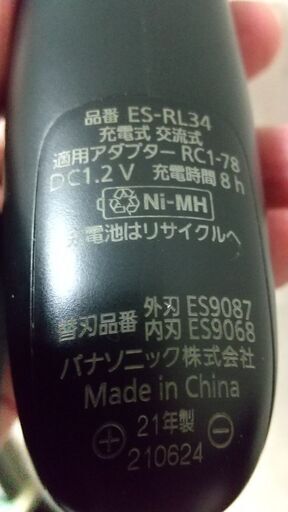 品番 ES-RL34
充電式 交流式
適用アダプター RC1-78
DC1.2V 充電時間 8h
Ni-MH
充電池はリサイクルへ
外刃 ES9087
替刃品番
内刃 ES9068
パナソニック株式会社
Made in China
21年製
210624